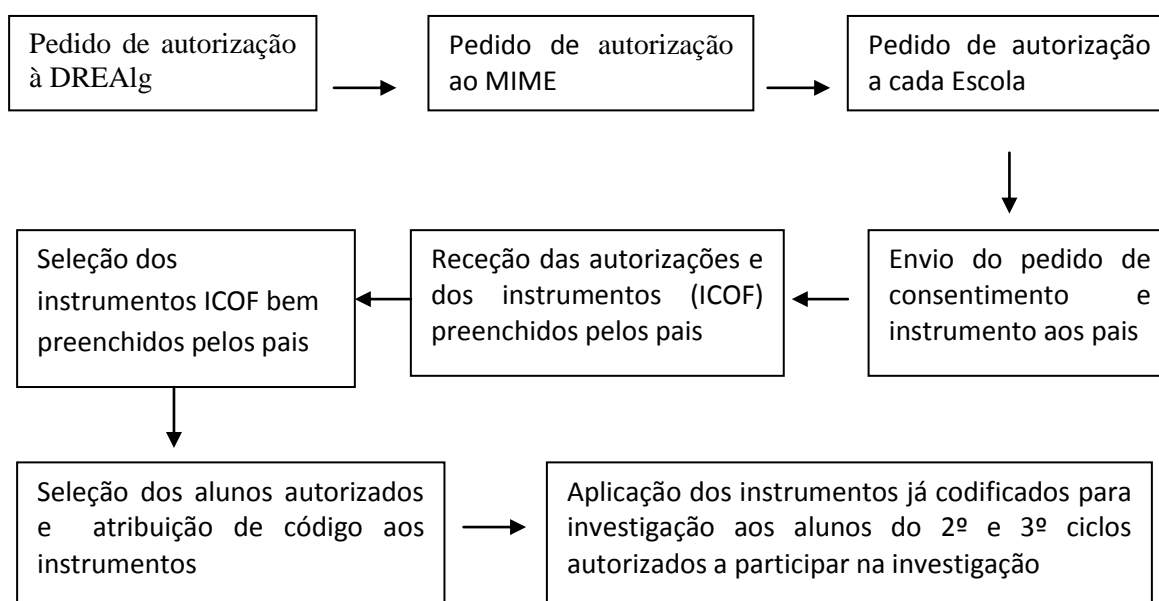 Pedido de autorização
à DREAlg
Pedido de autorização
ao MIME
Pedido de autorização
a cada Escola
Envio do pedido de
consentimento e
instrumento aos pais
Receção das autorizações e
dos instrumentos (ICOF)
preenchidos pelos pais
Seleção dos
instrumentos ICOF bem
preenchidos pelos pais
Seleção dos alunos autorizados
e atribuição de código aos
instrumentos
Aplicação dos instrumentos já codificados para
investigação aos alunos do 2º e 3º ciclos
autorizados a participar na investigação